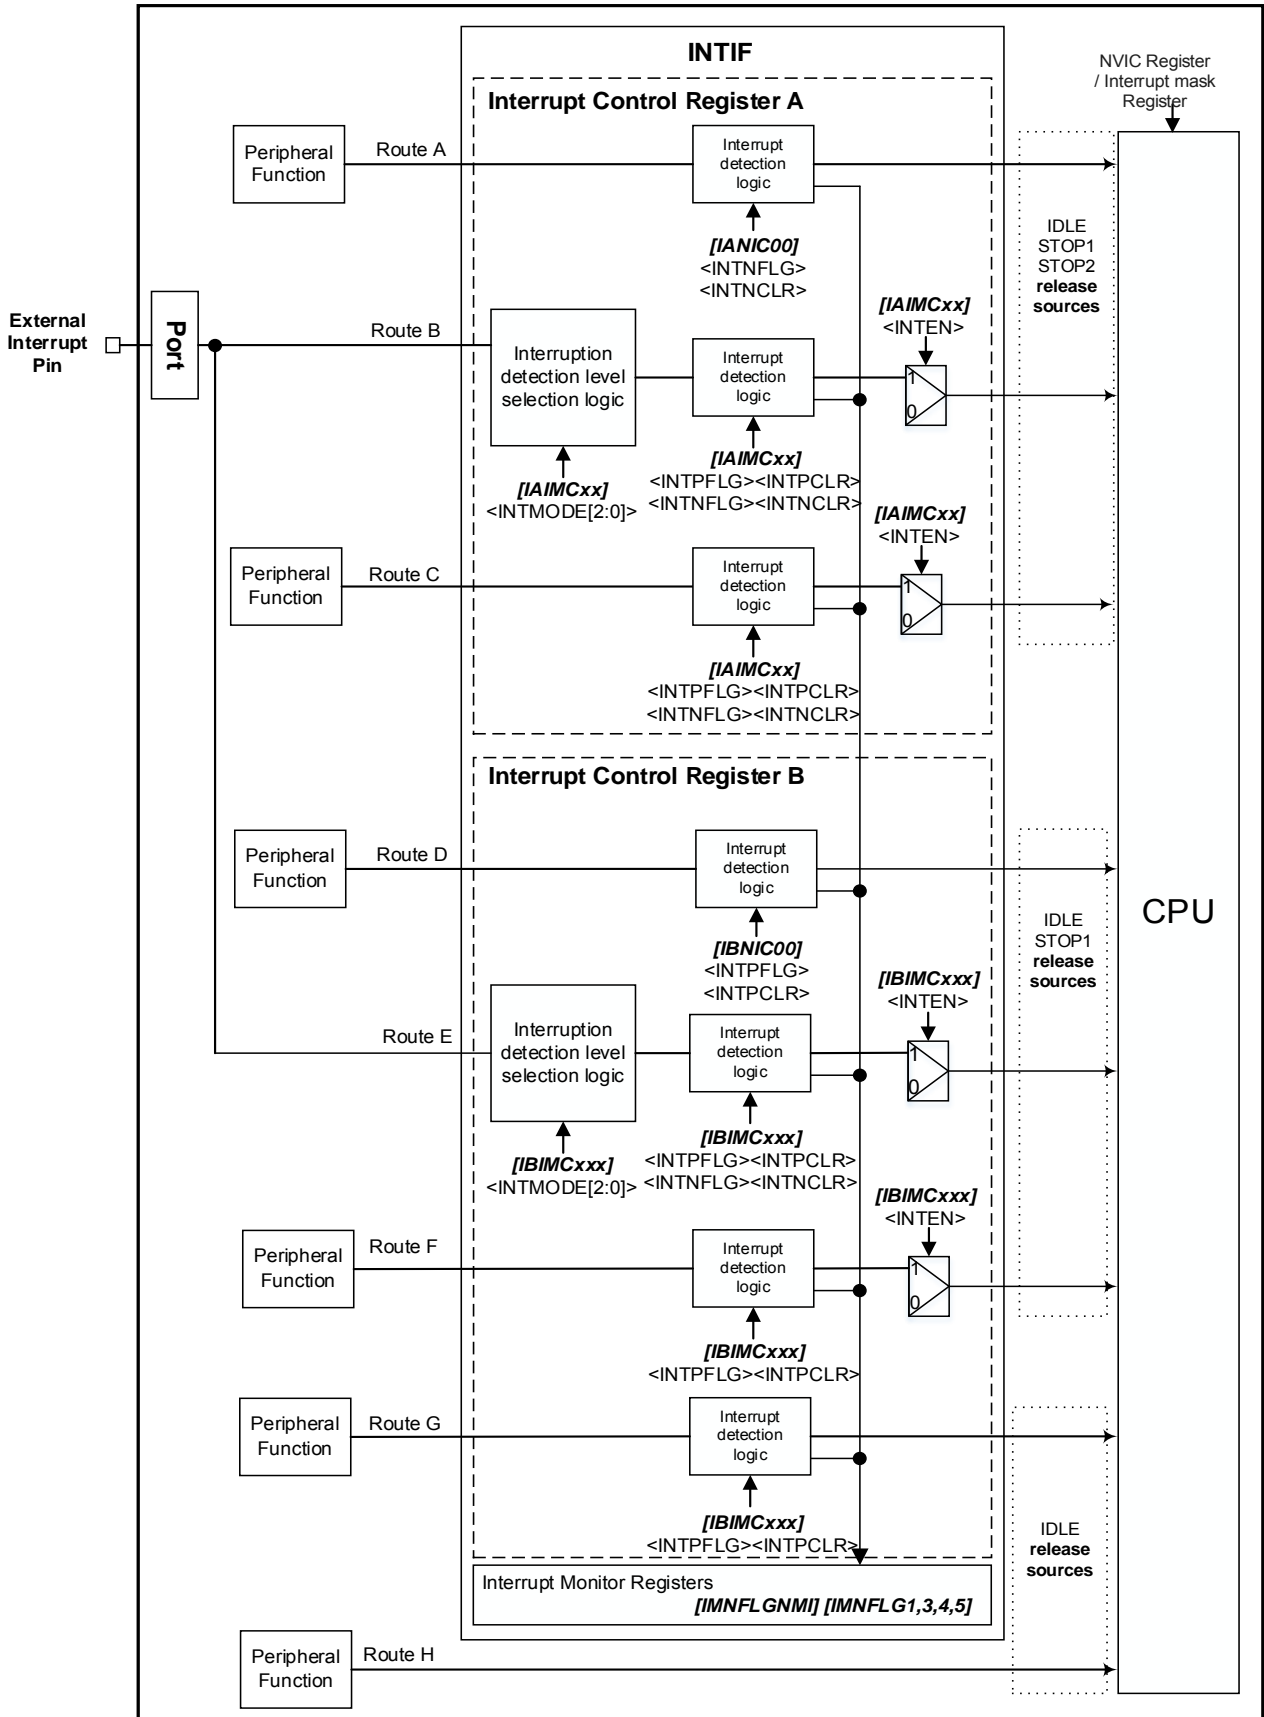 INTIF
NVIC Register
/ Interrupt mask
Register
Interrupt Control Register A
Peripheral
Function
Route A
Interrupt
detection
logic
[IANIC00]
<INTNFLG>
<INTNCLR>
IDLE
STOP1
STOP2
release
sources
External
Interrupt
Pin
Port
Route B
Interruption
detection level
selection logic
[IAIMCxx]
<INTMODE[2:0]>
Interrupt
detection
logic
[IAIMCxx]
<INTPFLG><INTPCLR>
<INTNFLG><INTNCLR>
[IAIMCxx]
<INTEN>
1
0
Peripheral
Function
Route C
Interrupt
detection
logic
[IAIMCxx]
<INTPFLG><INTPCLR>
<INTNFLG><INTNCLR>
[IAIMCxx]
<INTEN>
1
0
Interrupt Control Register B
Peripheral
Function
Route D
Interrupt
detection
logic
[IBNIC00]
<INTPFLG>
<INTPCLR>
CPU
IDLE
STOP1
release
sources
Route E
Interruption
detection level
selection logic
[IBIMCxxx]
<INTMODE[2:0]>
Interrupt
detection
logic
[IBIMCxxx]
<INTPFLG><INTPCLR>
<INTNFLG><INTNCLR>
[IBIMCxxx]
<INTEN>
1
0
Peripheral
Function
Route F
Interrupt
detection
logic
[IBIMCxxx]
<INTPFLG><INTPCLR>
[IBIMCxxx]
<INTEN>
1
0
Peripheral
Function
Route G
Interrupt
detection
logic
[IBIMCxxx]
<INTPFLG><INTPCLR>
IDLE
release
sources
Interrupt Monitor Registers
[IMNFLGNMI] [IMNFLG1,3,4,5]
Peripheral
Function
Route H